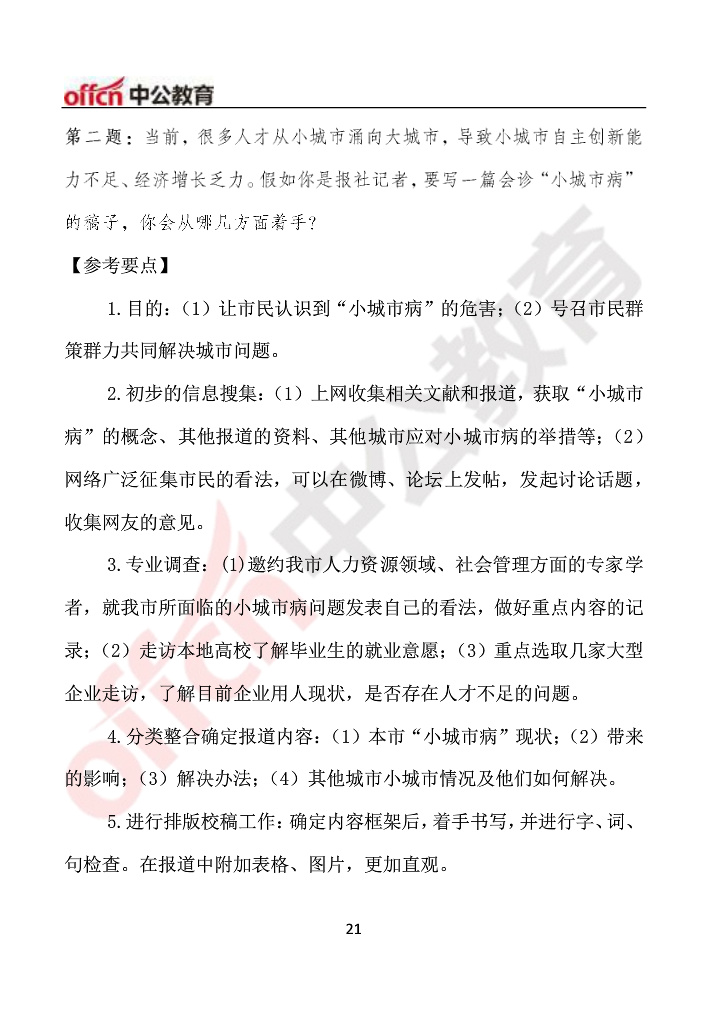 offcn 中公教育
第二题：当前，很多人才从小城市涌向大城市，导致小城市自主创新能
力不足、经济增长乏力。假如你是报社记者，要写一篇会诊“小城市病”
的稿子，你会从哪几方面着手？
【参考要点】
1.目的：（1）让市民认识到“小城市病”的危害；（2）号召市民群
策群力共同解决城市问题。
2.初步的信息搜集：（1）上网收集相关文献和报道，获取“小城市
病”的概念、其他报道的资料、其他城市应对小城市病的举措等；（2）
网络广泛征集市民的看法，可以在微博、论坛上发帖，发起讨论话题，
收集网友的意见。
3.专业调查：(1)邀约我市人力资源领域、社会管理方面的专家学
者，就我市所面临的小城市病问题发表自己的看法，做好重点内容的记
录；（2）走访本地高校了解毕业生的就业意愿；（3）重点选取几家大型
企业走访，了解目前企业用人现状，是否存在人才不足的问题。
4.分类整合确定报道内容：（1）本市“小城市病”现状；（2）带来
的影响；（3）解决办法；（4）其他城市小城市情况及他们如何解决。
5.进行排版校稿工作：确定内容框架后，着手书写，并进行字、词、
句检查。在报道中附加表格、图片，更加直观。
offcn中公教育
21